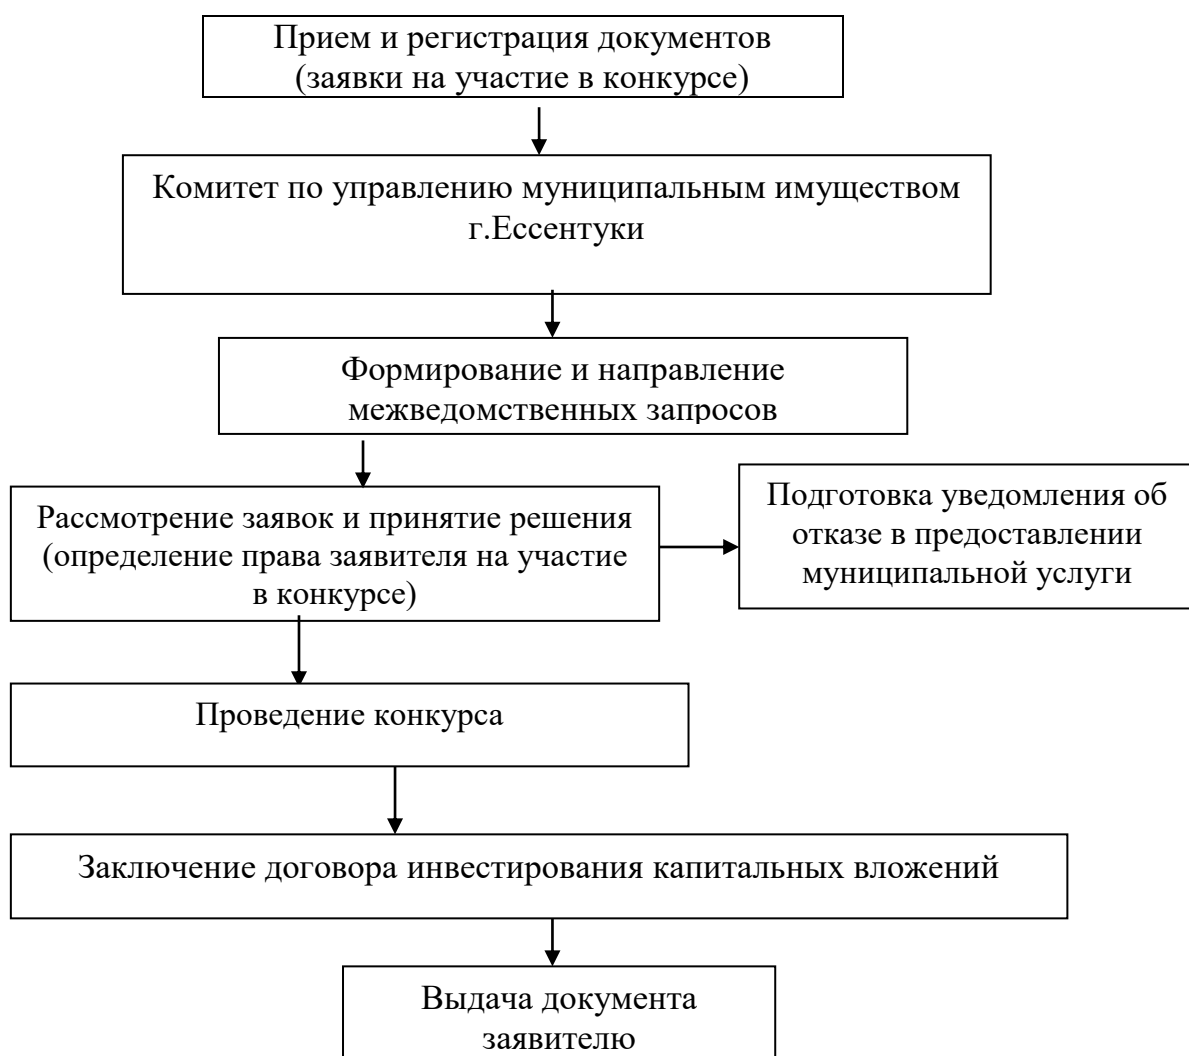 Прием и регистрация документов
(заявки на участие в конкурсе)
Комитет по управлению муниципальным имуществом
г.Ессентуки
Формирование и направление
межведомственных запросов
Рассмотрение заявок и принятие решения
(определение права заявителя на участие
в конкурсе)
Подготовка уведомления об
отказе в предоставлении
муниципальной услуги
Проведение конкурса
Заключение договора инвестирования капитальных вложений
Выдача документа
заявителю